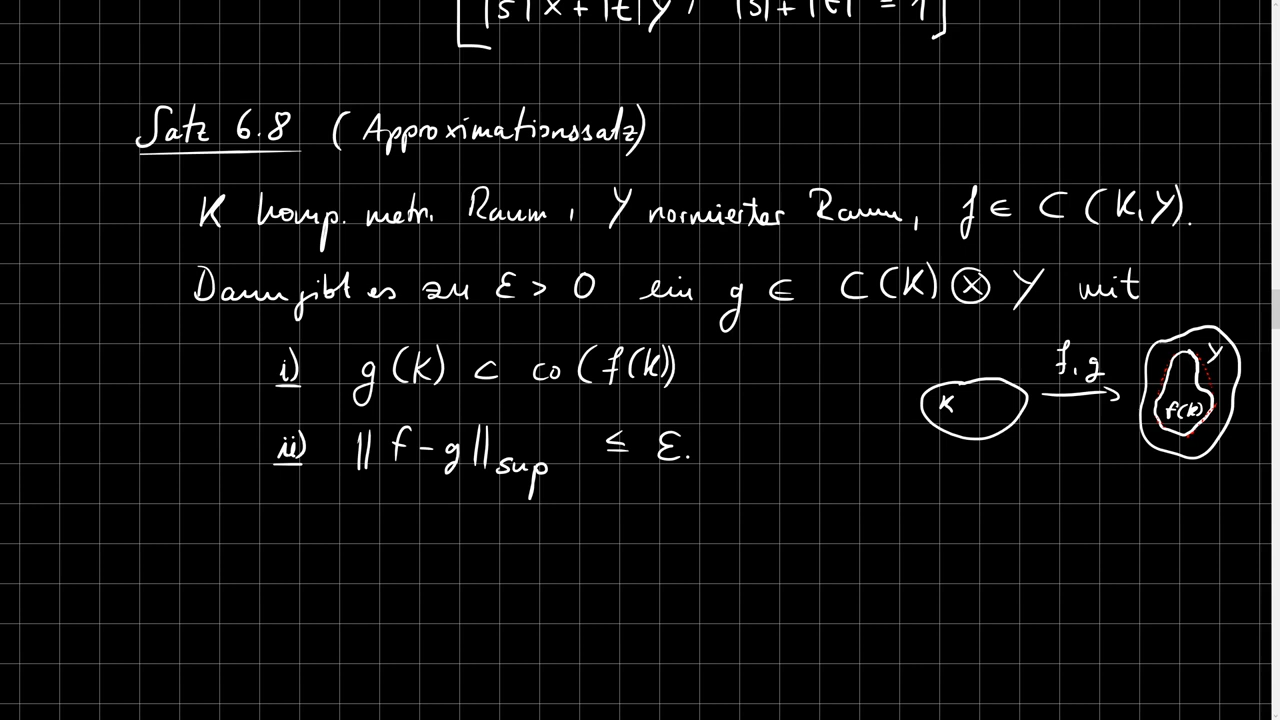 |s|x + |t|y, |s| + |t| = 1
Satz 6.8 (Approximationssatz)
K komp. metr. Raum, Y normierter Raum, f ∈ C(K,Y).
Dann gibt es zu ε > 0 ein g ∈ C(K) ⊗ Y mit
i) g(K) ⊂ co(f(K))
ii) ‖f - g‖sup ≤ ε.
K
f, g
Y
f(K)